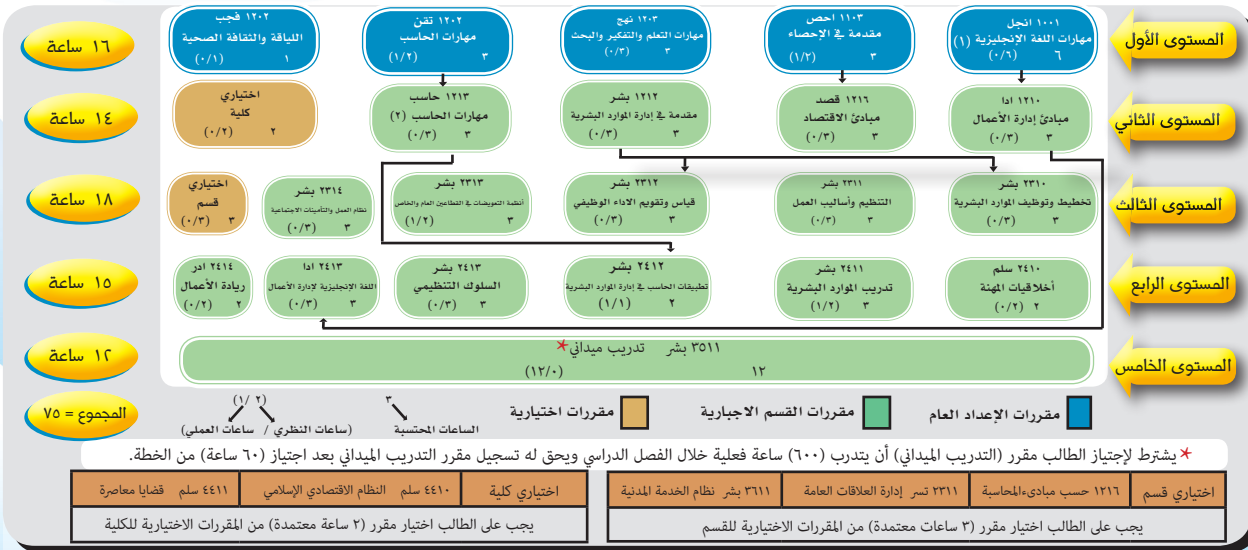 المستوى الأول
١٠٠١ انجل
مهارات اللغة الإنجليزية (١)
٦ (٠/٦)
١١٠٣ احص
مقدمة في الإحصاء
٣ (١/٢)
١٢٠٣ نهج
مهارات التعلم والتفكير والبحث
٣ (٠/٣)
١٢٠٢ تقن
مهارات الحاسب
٣ (١/٢)
١٢٠٢ فجب
اللياقة والثقافة الصحية
١ (٠/١)
١٦ ساعة
المستوى الثاني
١٢١٠ ادا
مبادئ إدارة الأعمال
٣ (٠/٣)
١٢١٦ قصد
مبادئ الاقتصاد
٣ (٠/٣)
١٢١٢ بشر
مقدمة في إدارة الموارد البشرية
٣ (٠/٣)
١٢١٣ حاسب
مهارات الحاسب (٢)
٣ (٠/٣)
اختياري
كلية
٢ (٠/٢)
١٤ ساعة
المستوى الثالث
٢٣١٠ بشر
تخطيط وتوظيف الموارد البشرية
٣ (٠/٣)
٢٣١١ بشر
التنظيم وأساليب العمل
٣ (٠/٣)
٢٣١٢ بشر
قياس وتقويم الاداء الوظيفي
٣ (٠/٣)
٢٣١٣ بشر
أنظمة التعويضات في القطاعين العام والخاص
٣ (١/٢)
٢٣١٤ بشر
نظام العمل والتأمينات الاجتماعية
٣ (٠/٣)
اختياري
قسم
٣ (٠/٣)
١٨ ساعة
المستوى الرابع
٢٤١٠ سلم
أخلاقيات المهنة
٢ (٠/٢)
٢٤١١ بشر
تدريب الموارد البشرية
٣ (١/٢)
٢٤١٢ بشر
تطبيقات الحاسب في إدارة الموارد البشرية
٢ (١/١)
٢٤١٣ بشر
السلوك التنظيمي
٣ (٠/٣)
٢٤١٣ ادا
اللغة الإنجليزية لإدارة الأعمال
٣ (٠/٣)
٢٤١٤ ادر
ريادة الأعمال
٢ (٠/٢)
١٥ ساعة
المستوى الخامس
٣٥١١ بشر تدريب ميداني*
١٢ (١٢/٠)
١٢ ساعة
مقررات الإعداد العام
مقررات القسم الاجبارية
مقررات اختيارية
٣
الساعات المحتسبة
(١/ ٢)
(ساعات النظري / ساعات العملي)
المجموع = ٧٥
* يشترط لإجتياز الطالب مقرر (التدريب الميداني) أن يتدرب (٦٠٠) ساعة فعلية خلال الفصل الدراسي ويحق له تسجيل مقرر التدريب الميداني بعد اجتياز (٦٠ ساعة) من الخطة.
اختياري قسم ١٢١٦ حسب مبادىءالمحاسبة ٢٣١١ تسر إدارة العلاقات العامة ٣٦١١ بشر نظام الخدمة المدنية
يجب على الطالب اختيار مقرر (٣ ساعات معتمدة) من المقررات الاختيارية للقسم
اختياري كلية ٤٤١٠ سلم النظام الاقتصادي الإسلامي ٤٤١١ سلم قضايا معاصرة
يجب على الطالب اختيار مقرر (٢ ساعة معتمدة) من المقررات الاختيارية للكلية